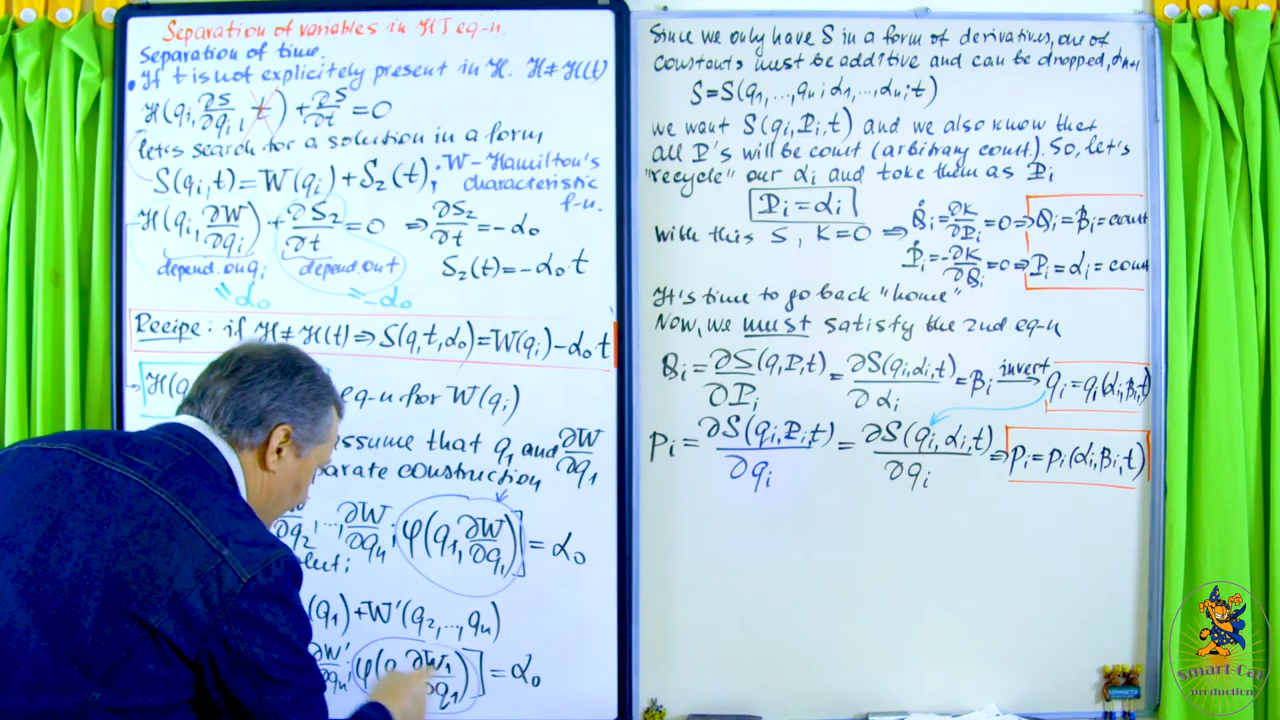 Separation of variables in HJ eq-n.
Separation of time.
• If t is not explicitely present in H. H≠H(t)
H(qᵢ, ∂S/∂qᵢ, t) + ∂S/∂t = 0
let's search for a solution in a form
S(qᵢ,t) = W(qᵢ) + S₂(t); W - Hamilton's
characteristic
f-n.
H(qᵢ, ∂W/∂qᵢ) + ∂S₂/∂t = 0 ⇒ ∂S₂/∂t = -α₀
depend. on qᵢ depend. on t S₂(t) = -α₀·t
= α₀ = -α₀
Recipe: if H≠H(t) ⇒ S(q,t,α₀) = W(qᵢ) - α₀t
H(q eq-n for W(qᵢ)
assume that q₁ and ∂W/∂q₁
parate construction
∂q₂, ..., ∂W/∂qₙ; φ(q₁, ∂W/∂q₁)] = α₀
(q₁) + W'(q₂, ..., qₙ)
∂W'/∂qₙ; φ(q ∂W₁/∂q₁)] = α₀
Since we only have S in a form of derivatives, one of
constants must be additive and can be dropped, αₙ₊₁
S = S(q₁, ..., qₙ; α₁, ..., αₙ; t)
we want S(qᵢ, Pᵢ, t) and we also know that
all P's will be const (arbitrary const.). So, let's
"recycle" our αᵢ and take them as Pᵢ
Pᵢ = αᵢ
With this S, K=0 ⇒ Q̇ᵢ = ∂K/∂Pᵢ = 0 ⇒ Qᵢ = βᵢ = const
Ṗᵢ = -∂K/∂Qᵢ = 0 ⇒ Pᵢ = αᵢ = const
It's time to go back "home"
Now, we must satisfy the 2nd eq-n
Qᵢ = ∂S(q,P,t)/∂Pᵢ = ∂S(qᵢ,αᵢ,t)/∂αᵢ = βᵢ invert → qᵢ = qᵢ(αᵢ,βᵢ,t)
pᵢ = ∂S(qᵢ,Pᵢ,t)/∂qᵢ = ∂S(qᵢ,αᵢ,t)/∂qᵢ ⇒ pᵢ = pᵢ(αᵢ,βᵢ,t)
Smart Cat
production